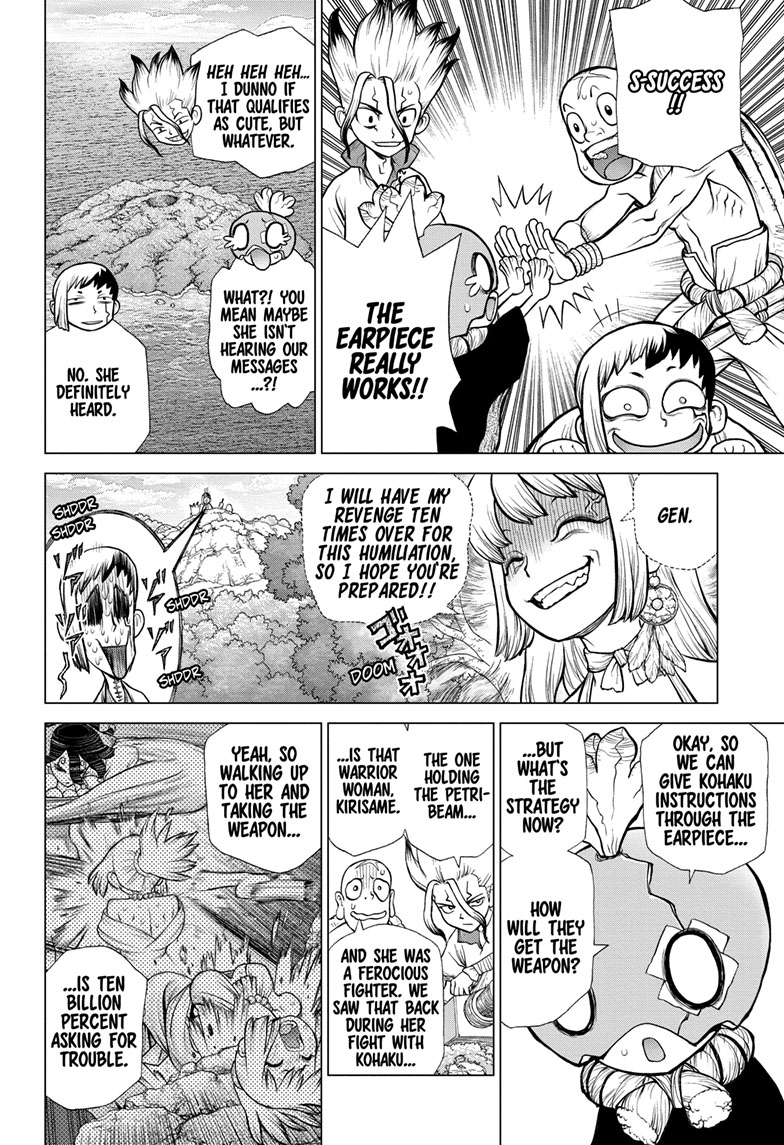 S-SUCCESS
!!
THE
EARPIECE
REALLY
WORKS!!
HEH HEH HEH...
I DUNNO IF
THAT QUALIFIES
AS CUTE, BUT
WHATEVER.
WHAT?! YOU
MEAN MAYBE
SHE ISN'T
HEARING OUR
MESSAGES
...?!
NO. SHE
DEFINITELY
HEARD.
GEN.
I WILL HAVE MY
REVENGE TEN
TIMES OVER FOR
THIS HUMILIATION,
SO I HOPE YOU'RE
PREPARED!!
ゴオオオオ
DOOM
SHDDR
SHDDR
SHDDR
SHDDR
OKAY, SO
WE CAN
GIVE KOHAKU
INSTRUCTIONS
THROUGH THE
EARPIECE...
...BUT
WHAT'S
THE
STRATEGY
NOW?
HOW
WILL THEY
GET THE
WEAPON?
THE ONE
HOLDING
THE PETRI-
BEAM...
...IS THAT
WARRIOR
WOMAN,
KIRISAME.
AND SHE WAS
A FEROCIOUS
FIGHTER. WE
SAW THAT BACK
DURING HER
FIGHT WITH
KOHAKU...
YEAH, SO
WALKING UP
TO HER AND
TAKING THE
WEAPON...
...IS TEN
BILLION
PERCENT
ASKING FOR
TROUBLE.